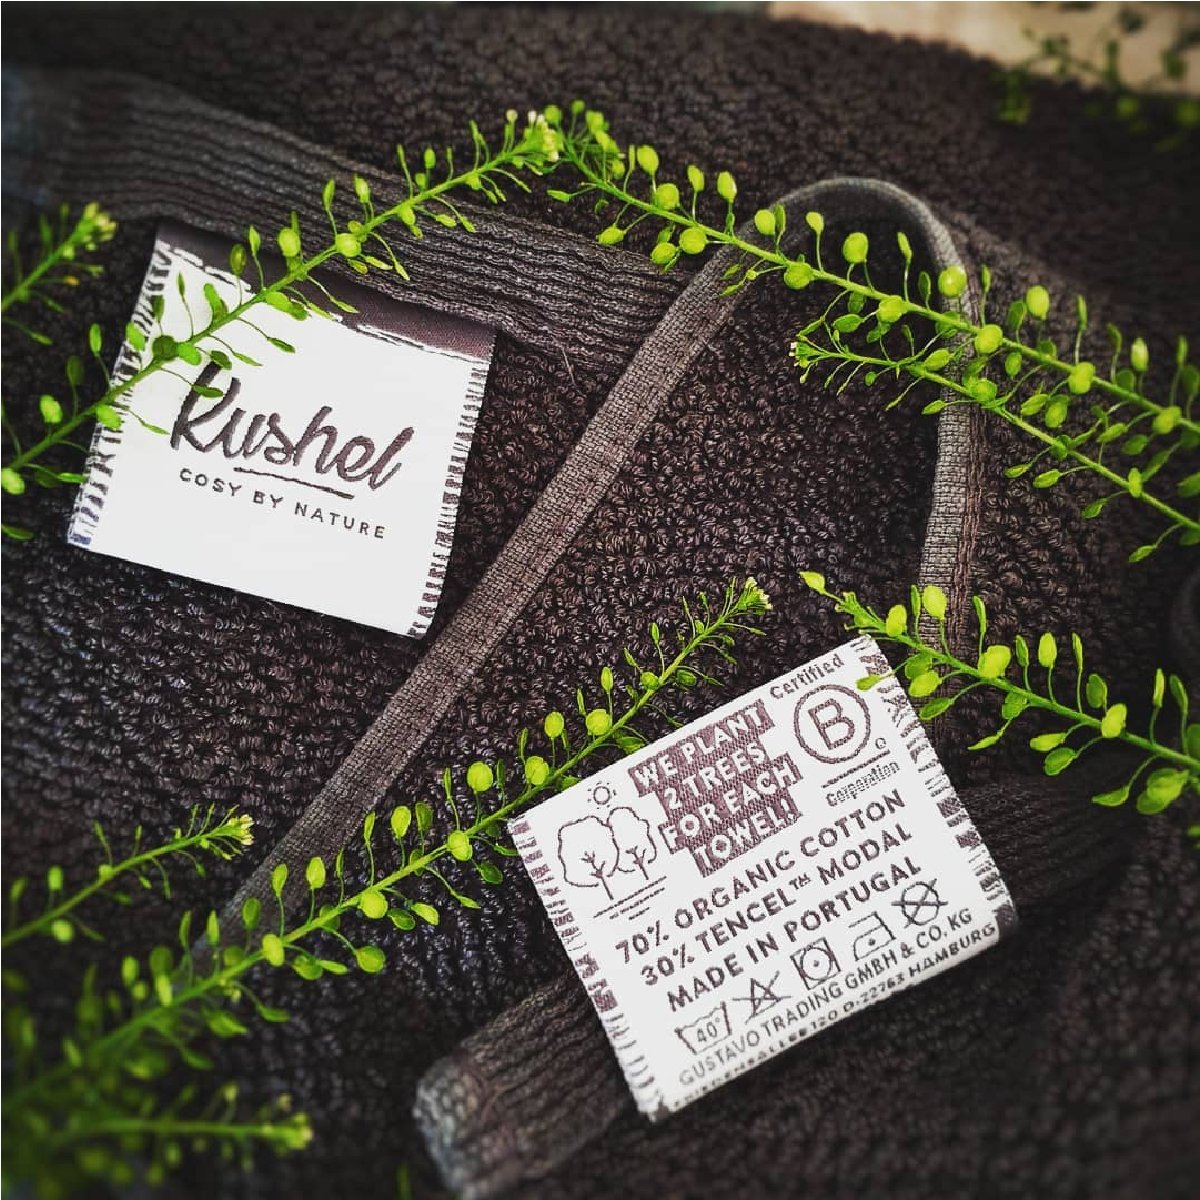 Kushel
COSY BY NATURE
WE PLANT
2 TREES
FOR EACH
TOWEL!
Certified
B
Corporation
70% ORGANIC COTTON
30% TENCEL™ MODAL
MADE IN PORTUGAL
40°
GUSTAVO TRADING GMBH & CO. KG
120 D-22763 HAMBURG